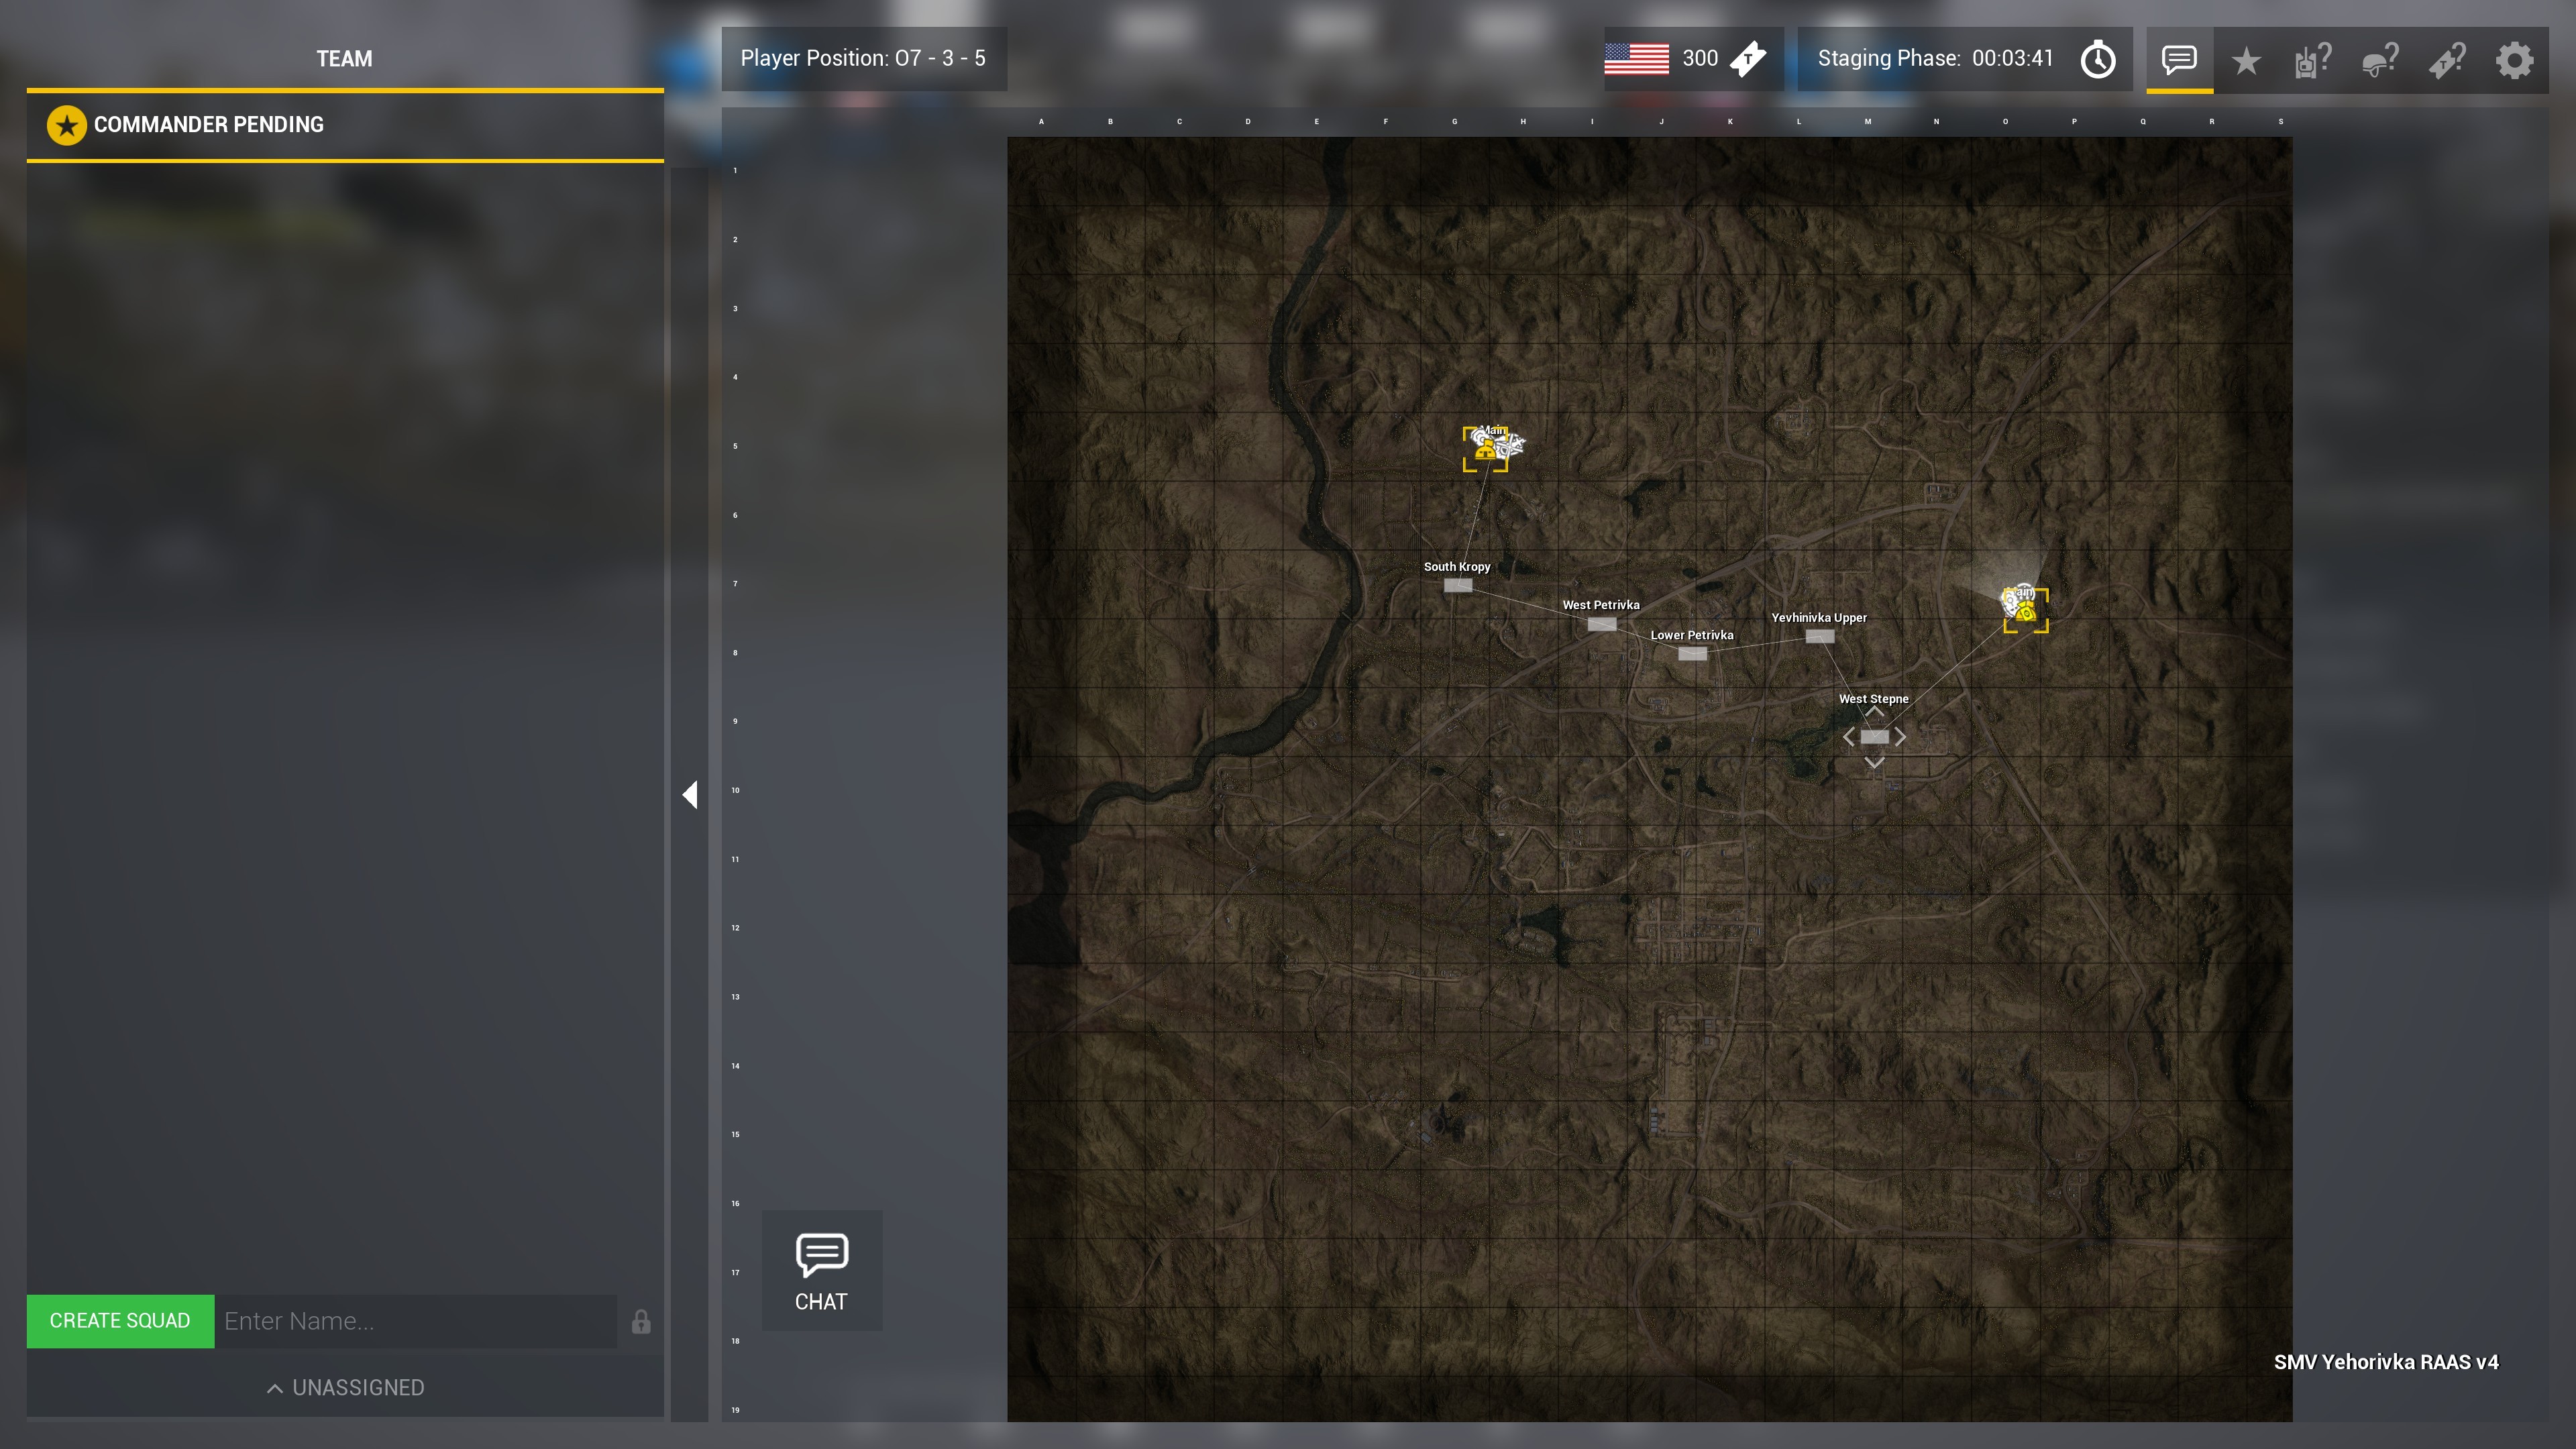 TEAM
COMMANDER PENDING
Player Position: O7 - 3 - 5
300
T
Staging Phase: 00:03:41
? ? T?
A B C D E F G H I J K L M N O P Q R S
1
2
3
4
5
6
7
8
9
10
11
12
13
14
15
16
17
18
19
Main
South Kropy
West Petrivka
Lower Petrivka
Yevhinivka Upper
West Stepne
CHAT
CREATE SQUAD
Enter Name...
UNASSIGNED
SMV Yehorivka RAAS v4